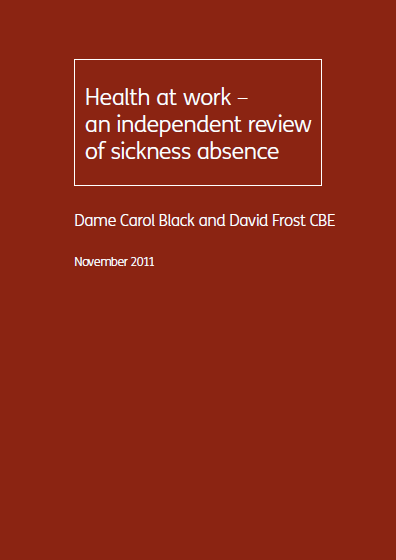 Health at work –
an independent review
of sickness absence
Dame Carol Black and David Frost CBE
November 2011